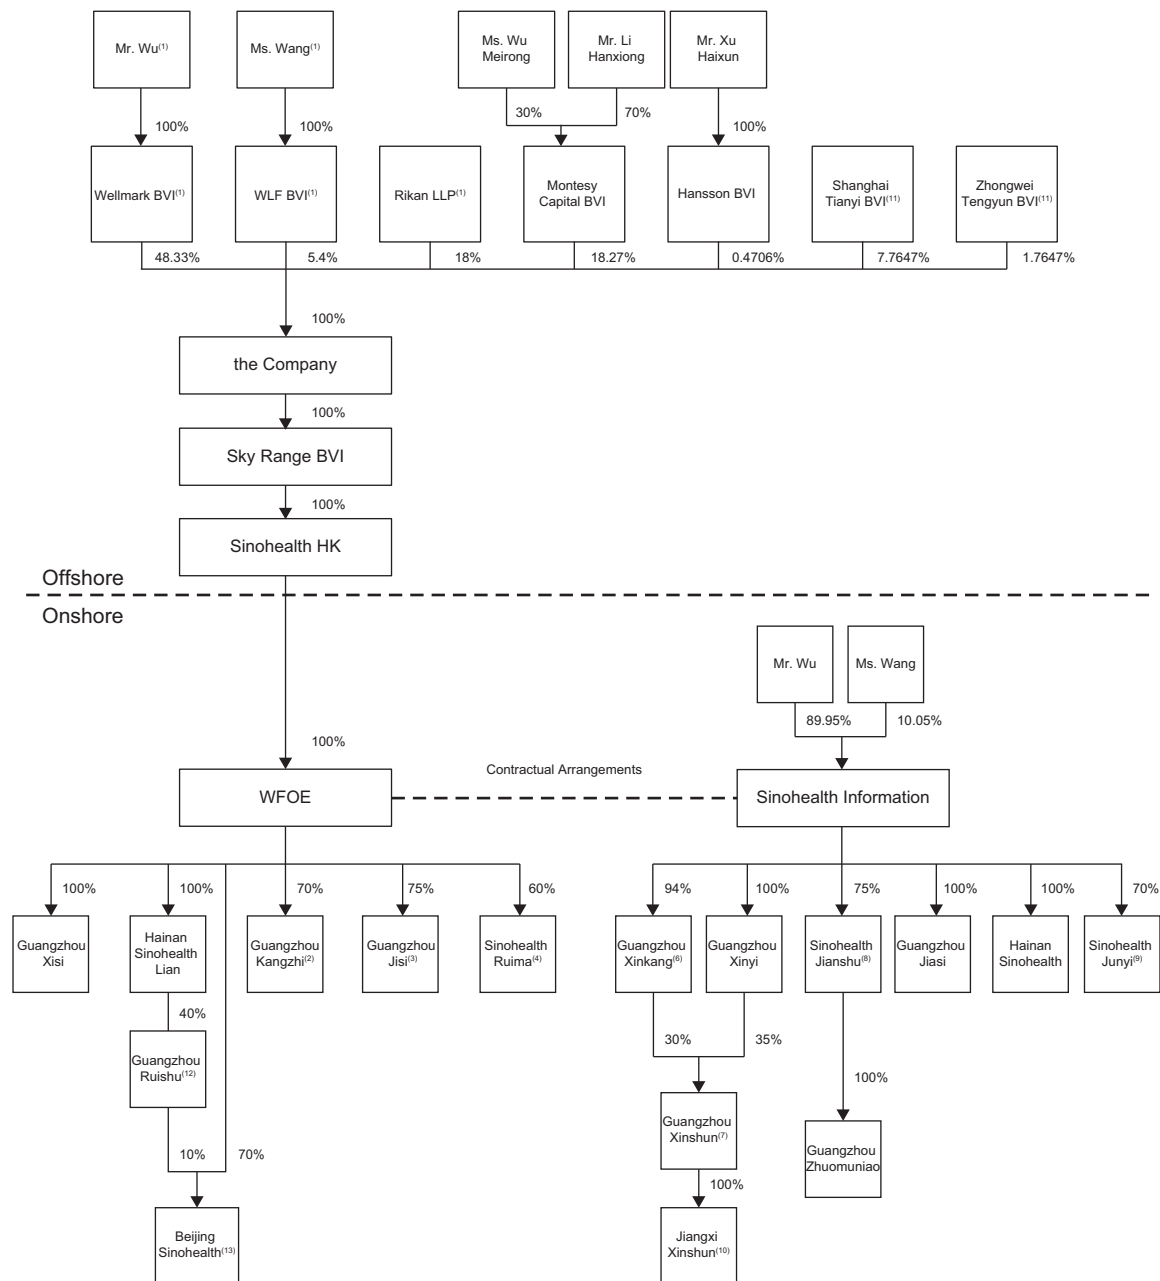 Mr. Wu(1)
Ms. Wang(1)
Ms. Wu
Meirong
Mr. Li
Hanxiong
Mr. Xu
Haixun
30%
70%
100%
100%
100%
Wellmark BVI(1)
WLF BVI(1)
Rikan LLP(1)
Montesy
Capital BVI
Hansson BVI
Shanghai
Tianyi BVI(11)
Zhongwei
Tengyun BVI(11)
48.33%
5.4%
18%
18.27%
0.4706%
7.7647%
1.7647%
100%
the Company
100%
Sky Range BVI
100%
Sinohealth HK
Offshore
Onshore
Mr. Wu
Ms. Wang
89.95%
10.05%
100%
WFOE
Contractual Arrangements
Sinohealth Information
100%
100%
70%
75%
60%
94%
100%
75%
100%
100%
70%
Guangzhou
Xisi
Hainan
Sinohealth
Lian
Guangzhou
Kangzhi(2)
Guangzhou
Jisi(3)
Sinohealth
Ruima(4)
Guangzhou
Xinkang(6)
Guangzhou
Xinyi
Sinohealth
Jianshu(8)
Guangzhou
Jiasi
Hainan
Sinohealth
Sinohealth
Junyi(9)
40%
30%
35%
Guangzhou
Ruishu(12)
100%
Guangzhou
Xinshun(7)
Guangzhou
Zhuomuniao
10%
70%
100%
Beijing
Sinohealth(13)
Jiangxi
Xinshun(10)